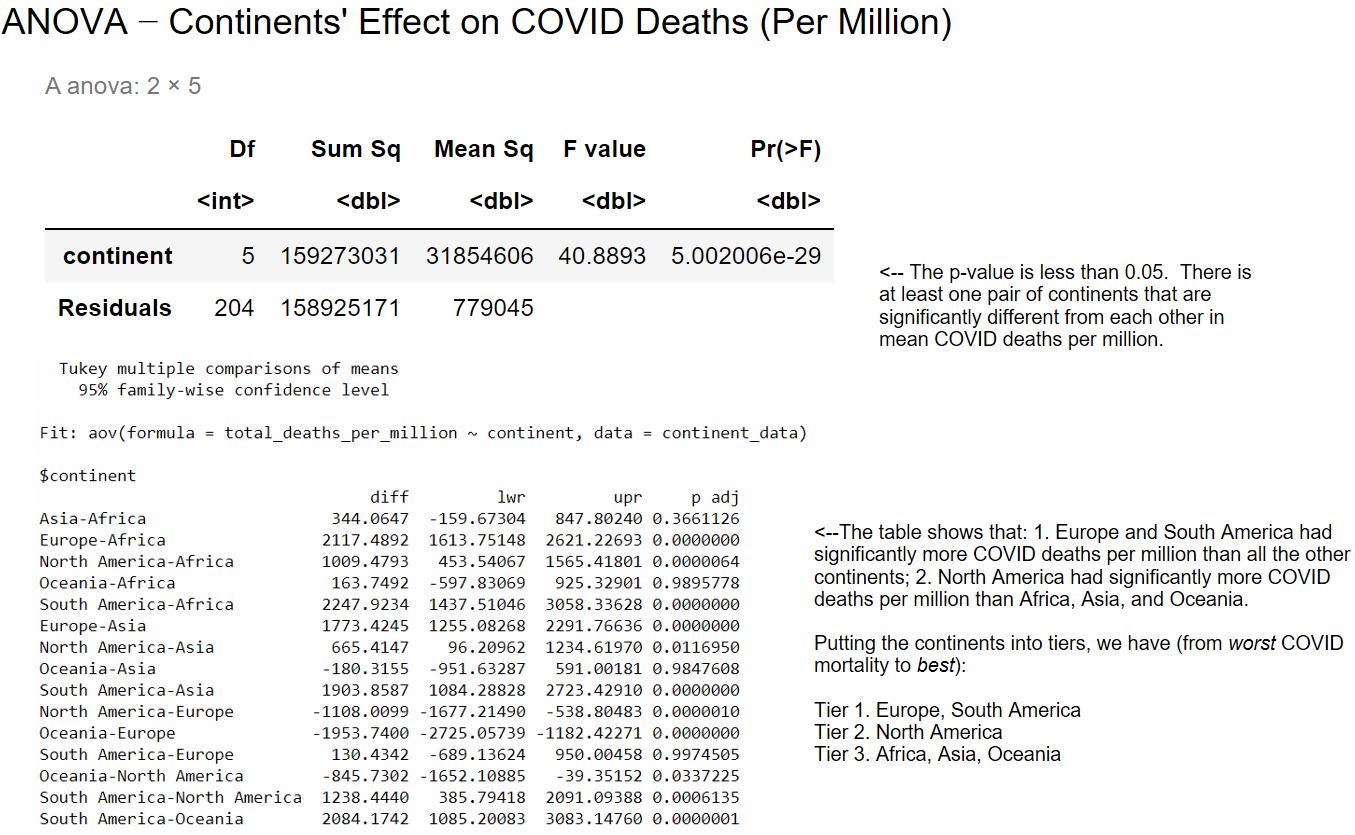 ANOVA – Continents' Effect on COVID Deaths (Per Million)
A anova: 2 × 5
Df Sum Sq Mean Sq F value Pr(>F)
<int> <dbl> <dbl> <dbl> <dbl>
continent 5 159273031 31854606 40.8893 5.002006e-29
Residuals 204 158925171 779045
<-- The p-value is less than 0.05. There is
at least one pair of continents that are
significantly different from each other in
mean COVID deaths per million.
Tukey multiple comparisons of means
95% family-wise confidence level
Fit: aov(formula = total_deaths_per_million ~ continent, data = continent_data)
$continent
diff lwr upr p adj
Asia-Africa 344.0647 -159.67304 847.80240 0.3661126
Europe-Africa 2117.4892 1613.75148 2621.22693 0.0000000
North America-Africa 1009.4793 453.54067 1565.41801 0.0000064
Oceania-Africa 163.7492 -597.83069 925.32901 0.9895778
South America-Africa 2247.9234 1437.51046 3058.33628 0.0000000
Europe-Asia 1773.4245 1255.08268 2291.76636 0.0000000
North America-Asia 665.4147 96.20962 1234.61970 0.0116950
Oceania-Asia -180.3155 -951.63287 591.00181 0.9847608
South America-Asia 1903.8587 1084.28828 2723.42910 0.0000000
North America-Europe -1108.0099 -1677.21490 -538.80483 0.0000010
Oceania-Europe -1953.7400 -2725.05739 -1182.42271 0.0000000
South America-Europe 130.4342 -689.13624 950.00458 0.9974505
Oceania-North America -845.7302 -1652.10885 -39.35152 0.0337225
South America-North America 1238.4440 385.79418 2091.09388 0.0006135
South America-Oceania 2084.1742 1085.20083 3083.14760 0.0000001
<--The table shows that: 1. Europe and South America had
significantly more COVID deaths per million than all the other
continents; 2. North America had significantly more COVID
deaths per million than Africa, Asia, and Oceania.
Putting the continents into tiers, we have (from worst COVID
mortality to best):
Tier 1. Europe, South America
Tier 2. North America
Tier 3. Africa, Asia, Oceania